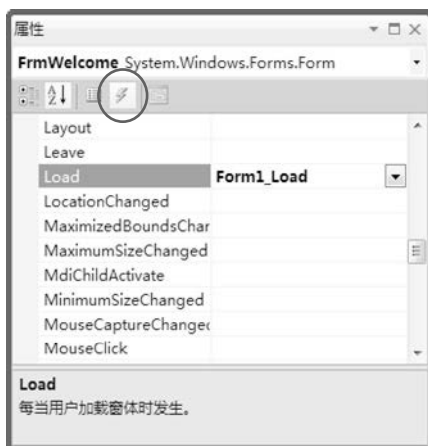 属性
FrmWelcome System.Windows.Forms.Form
Layout
Leave
Load Form1_Load
LocationChanged
MaximizedBoundsChar
MaximumSizeChanged
MdiChildActivate
MinimumSizeChanged
MouseCaptureChanged
MouseClick
Load
每当用户加载窗体时发生。